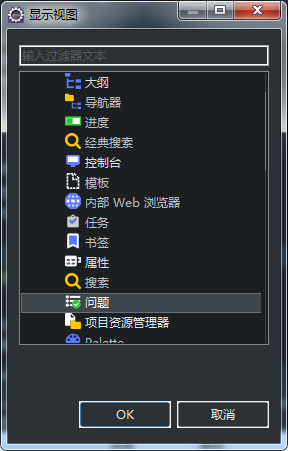 显示视图
输入过滤器文本
大纲
导航器
进度
经典搜索
控制台
模板
内部 Web 浏览器
任务
书签
属性
搜索
问题
项目资源管理器
Palette
OK
取消